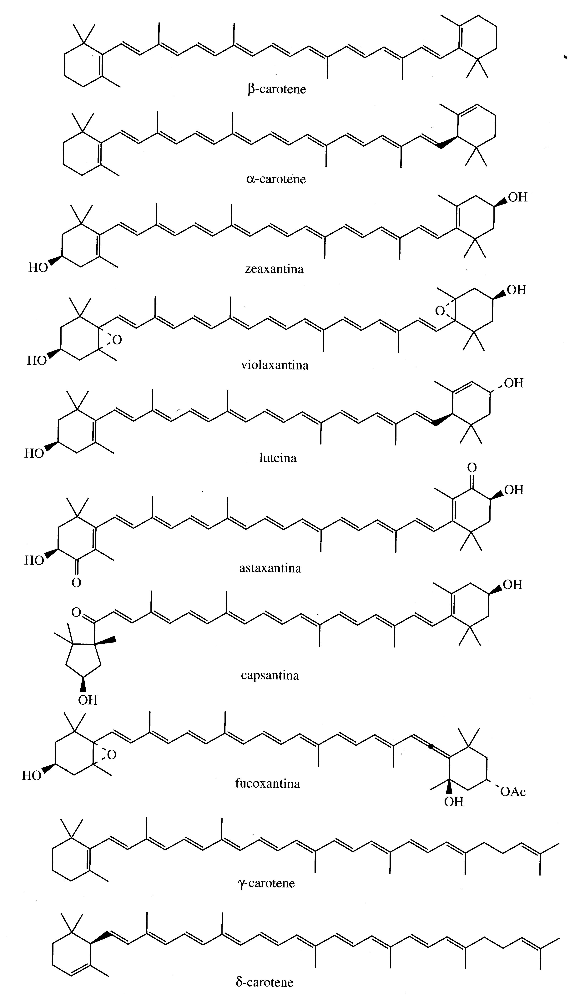 β-carotene
α-carotene
OH
HO
zeaxantina
OH
O
O
HO
violaxantina
OH
HO
luteina
O
OH
HO
O
astaxantina
OH
O
capsantina
OH
O
HO
fucoxantina
OAc
OH
γ-carotene
δ-carotene